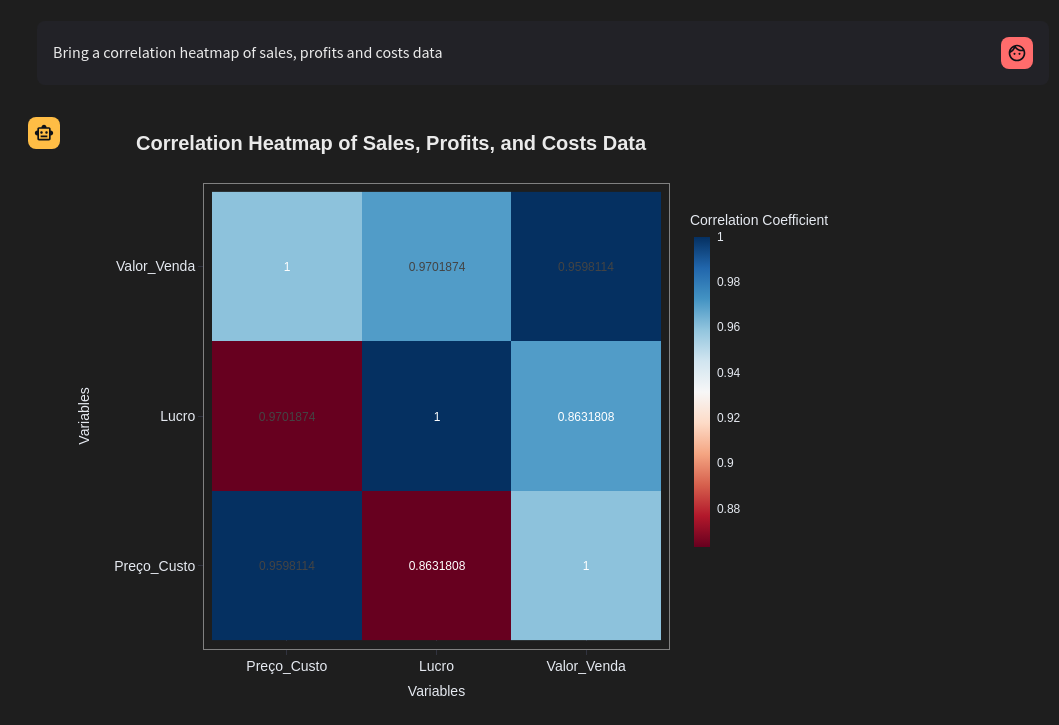 Bring a correlation heatmap of sales, profits and costs data
Correlation Heatmap of Sales, Profits, and Costs Data
Correlation Coefficient
1
0.98
0.96
0.94
0.92
0.9
0.88
Variables
Valor_Venda
1 0.9701874 0.9598114
Lucro
0.9701874 1 0.8631808
Preço_Custo
0.9598114 0.8631808 1
Preço_Custo Lucro Valor_Venda
Variables